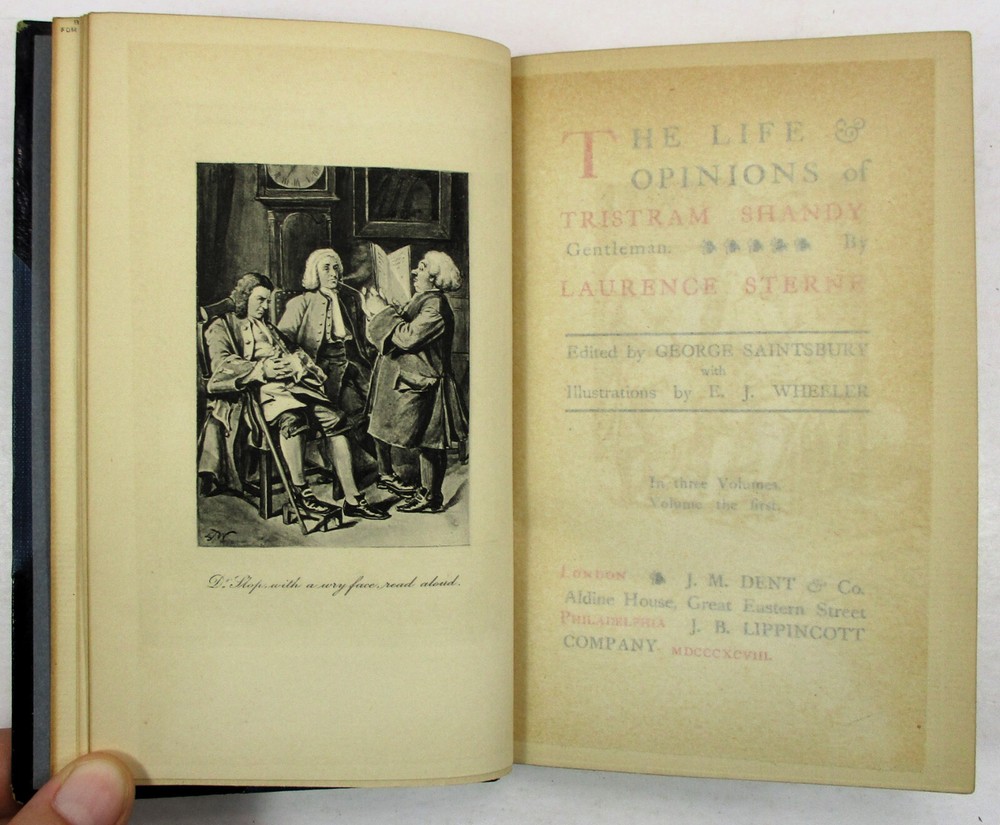 Dr. Slop, with a wry face, read aloud.
THE LIFE &
OPINIONS of
TRISTRAM SHANDY
Gentleman. By
LAURENCE STERNE
Edited by GEORGE SAINTSBURY
with
Illustrations by E. J. WHEELER
In three Volumes.
Volume the first.
LONDON J. M. DENT & Co.
Aldine House, Great Eastern Street
PHILADELPHIA J. B. LIPPINCOTT
COMPANY MDCCCXCVIII.